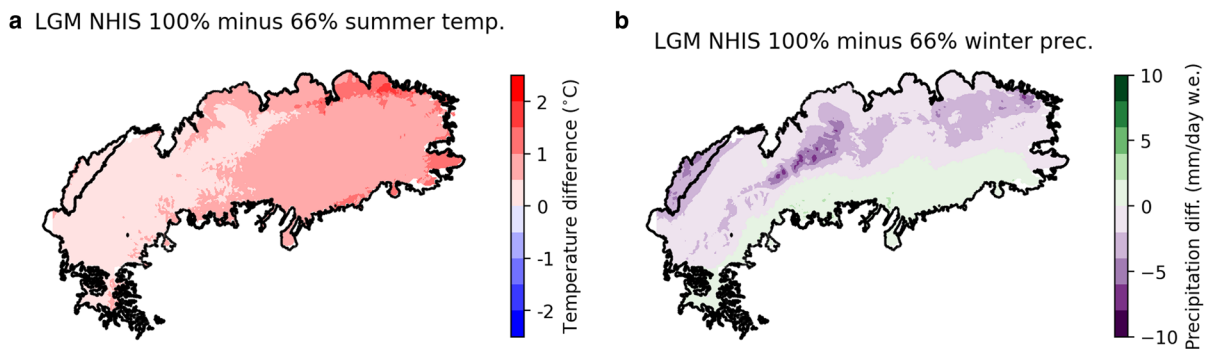 a LGM NHIS 100% minus 66% summer temp.
2
1
0
-1
-2
Temperature difference (°C)
b
LGM NHIS 100% minus 66% winter prec.
10
5
0
−5
−10
Precipitation diff. (mm/day w.e.)